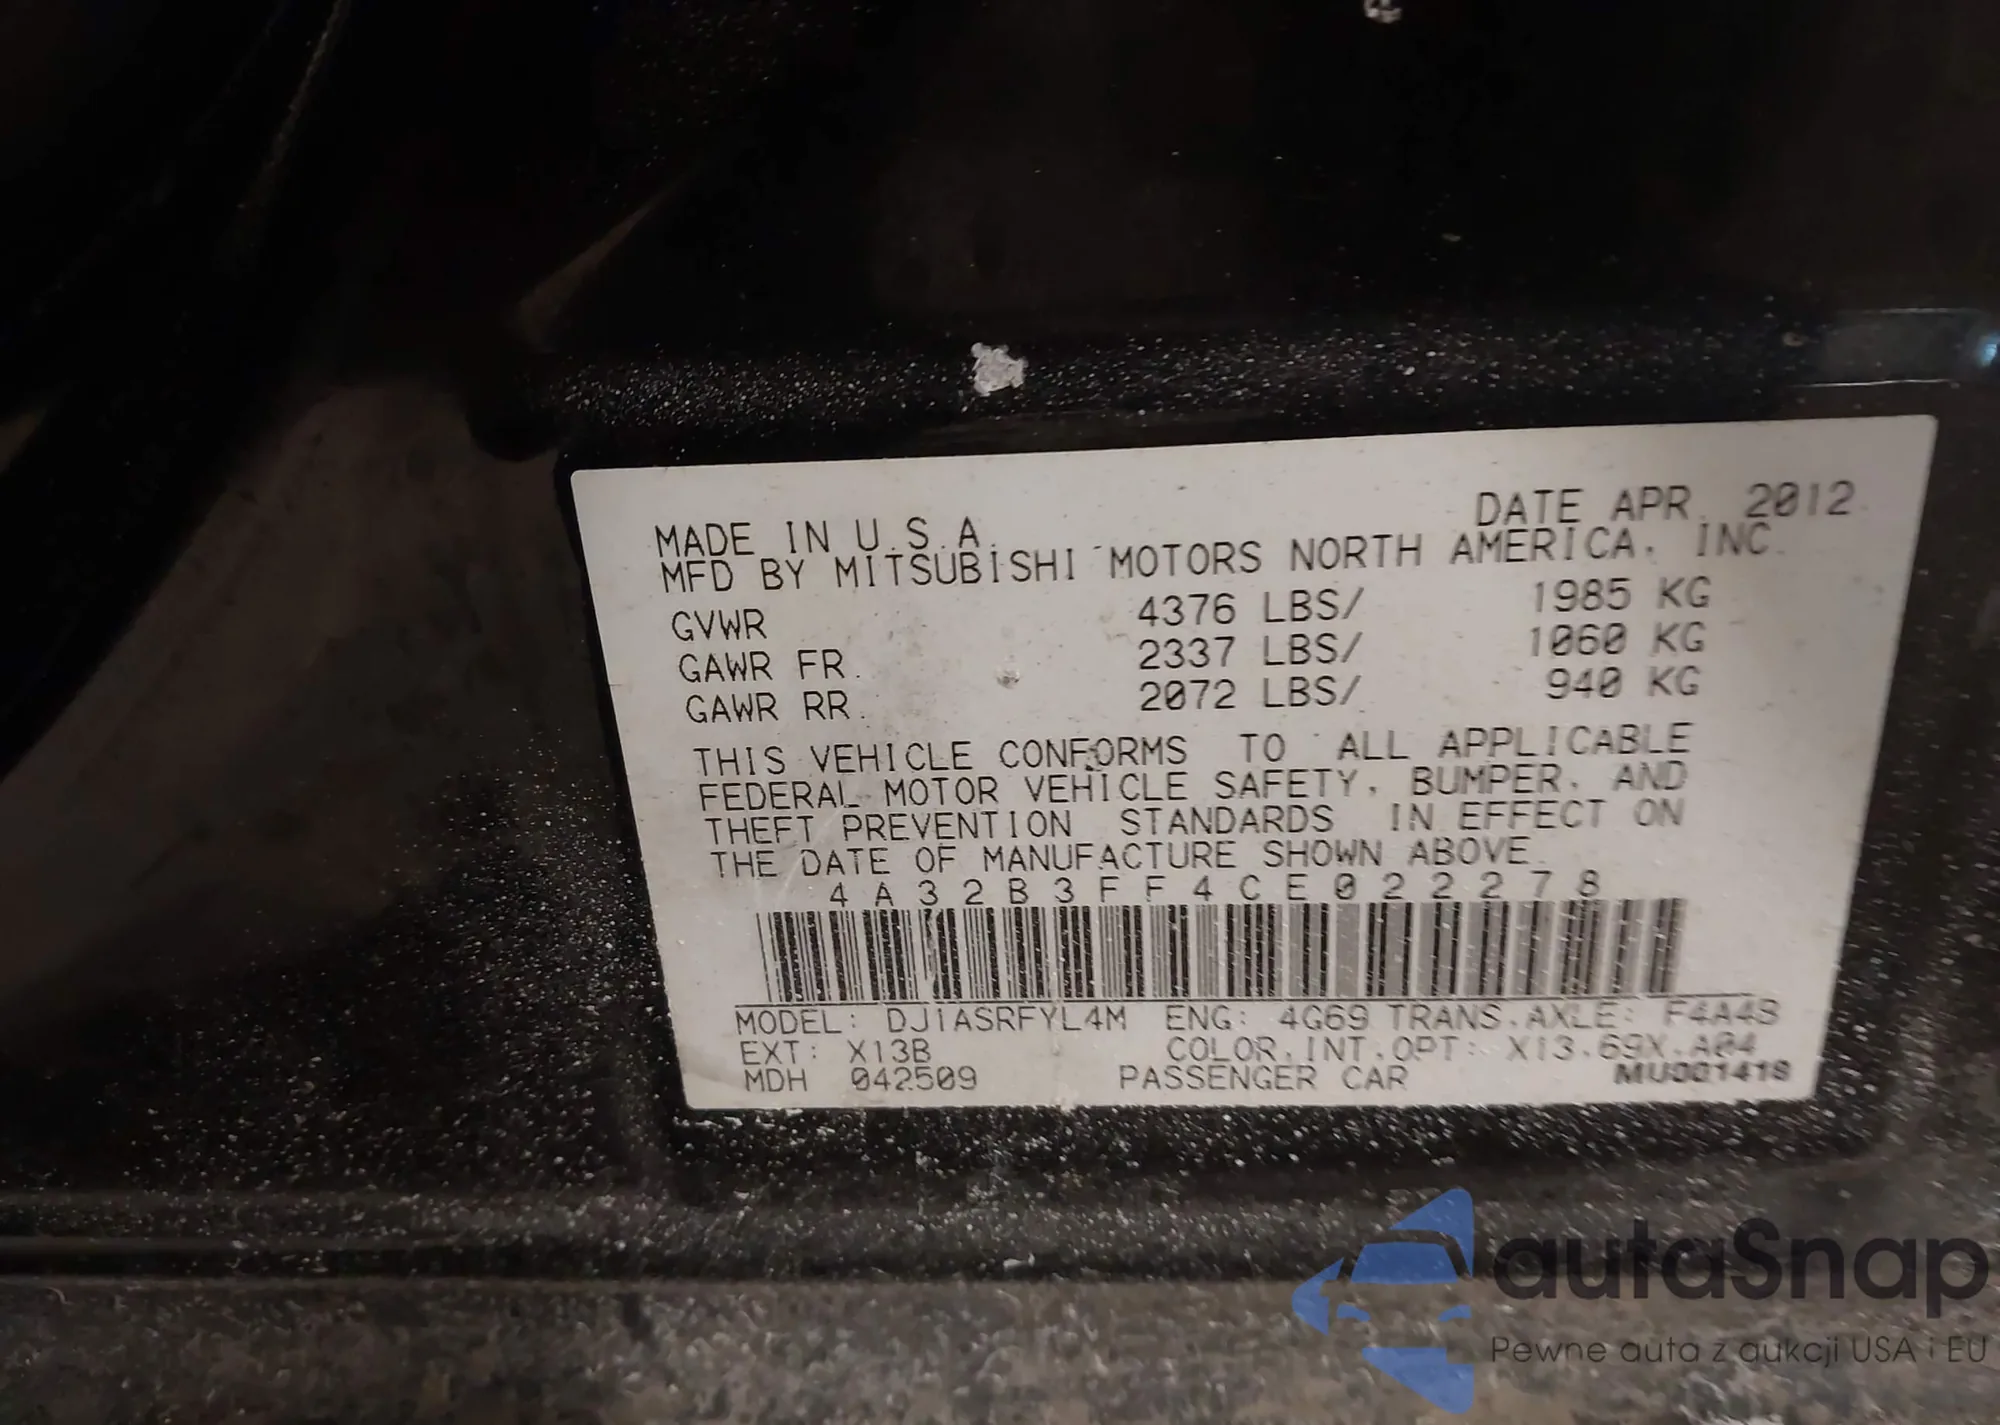 DATE APR. 2012
MADE IN U.S.A.
MFD BY MITSUBISHI MOTORS NORTH AMERICA, INC.
GVWR 4376 LBS/ 1985 KG
GAWR FR. 2337 LBS/ 1060 KG
GAWR RR. 2072 LBS/ 940 KG
THIS VEHICLE CONFORMS TO ALL APPLICABLE
FEDERAL MOTOR VEHICLE SAFETY, BUMPER, AND
THEFT PREVENTION STANDARDS IN EFFECT ON
THE DATE OF MANUFACTURE SHOWN ABOVE.
4A32B3FF4CE022278
MODEL: DJ1ASRFYL4M ENG: 4G69 TRANS.AXLE:
EXT: X13B COLOR.INT.OPT: X13.69X.A04
MDH 042509 PASSENGER CAR MU001418
autaSnap
Pewne auta z aukcji USA i EU